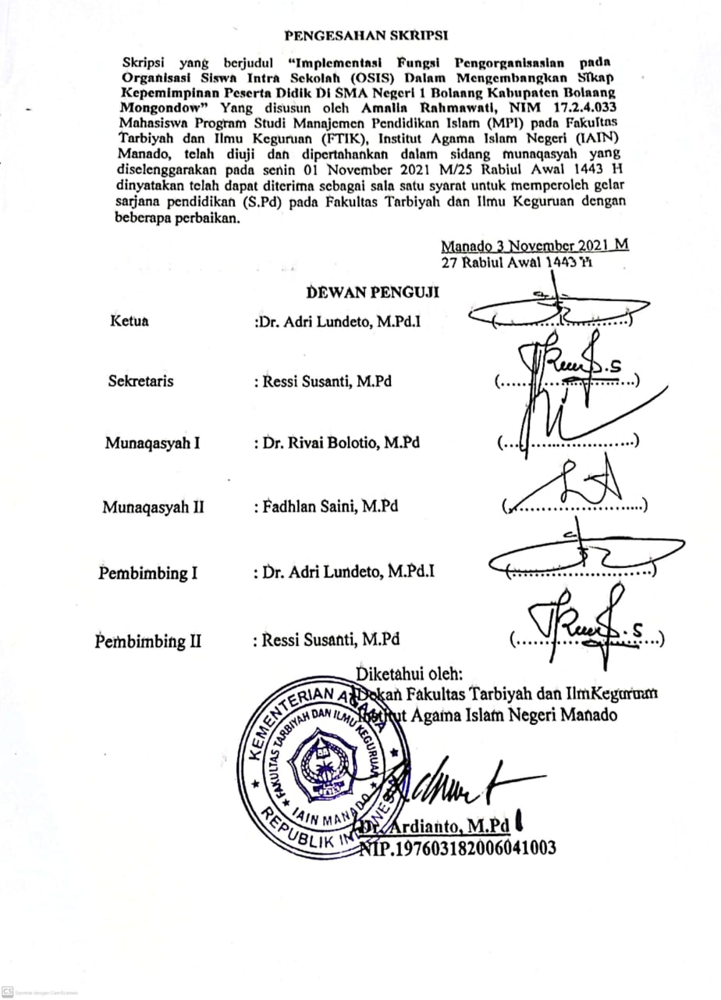 PENGESAHAN SKRIPSI
Skripsi yang berjudul “Implementasi Fungsi Pengorganisasian pada
Organisasi Siswa Intra Sekolah (OSIS) Dalam Mengembangkan Sikap
Kepemimpinan Peserta Didik Di SMA Negeri 1 Bolaang Kabupaten Bolaang
Mongondow” Yang disusun oleh Amalia Rahmawati, NIM 17.2.4.033
Mahasiswa Program Studi Manajemen Pendidikan Islam (MPI) pada Fakultas
Tarbiyah dan Ilmu Keguruan (FTIK), Institut Agama Islam Negeri (IAIN)
Manado, telah diuji dan dipertahankan dalam sidang munaqasyah yang
diselenggarakan pada senin 01 November 2021 M/25 Rabiul Awal 1443 H
dinyatakan telah dapat diterima sebagai sala satu syarat untuk memperoleh gelar
sarjana pendidikan (S.Pd) pada Fakultas Tarbiyah dan Ilmu Keguruan dengan
beberapa perbaikan.
Manado 3 November 2021 M
27 Rabiul Awal 1443 H
DEWAN PENGUJI
Ketua :Dr. Adri Lundeto, M.Pd.I (....................)
Sekretaris : Ressi Susanti, M.Pd (....................)
Munaqasyah I : Dr. Rivai Bolotio, M.Pd (....................)
Munaqasyah II : Fadhlan Saini, M.Pd (....................)
Pembimbing I : Dr. Adri Lundeto, M.Pd.I (....................)
Pembimbing II : Ressi Susanti, M.Pd (....................)
Diketahui oleh:
Dekan Fakultas Tarbiyah dan IlmKeguruan
Institut Agama Islam Negeri Manado
KEMENTERIAN AGAMA
FAKULTAS TARBIYAH DAN ILMU KEGURUAN
IAIN MANADO
REPUBLIK INDONESIA
Dr. Ardianto, M.Pd
NIP.197603182006041003
CS Dipindai dengan CamScanner